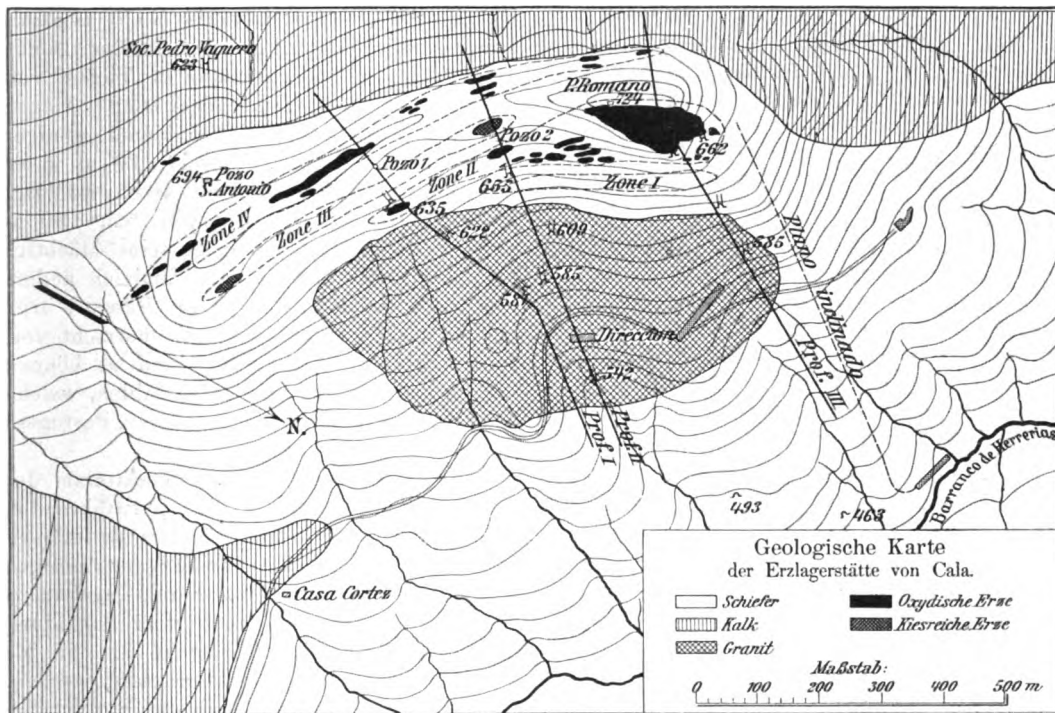 Soc. Pedro Vaquero
623
P. Romano
724
662
Pozo 2
Pozo 1
694 Pozo
S. Antonio
Zone II
655
Zone I
Zone IV
Zone III
635
622
609
585
585
Plano inclinado
Direccion
542
N.
Prof. I
Prof. II
Prof. III
Barranco de Herrerias
493
463
Casa Cortez
Geologische Karte
der Erzlagerstätte von Cala.
Schiefer
Oxydische Erze
Kalk
Kiesreiche Erze
Granit
Maßstab:
0 100 200 300 400 500 m